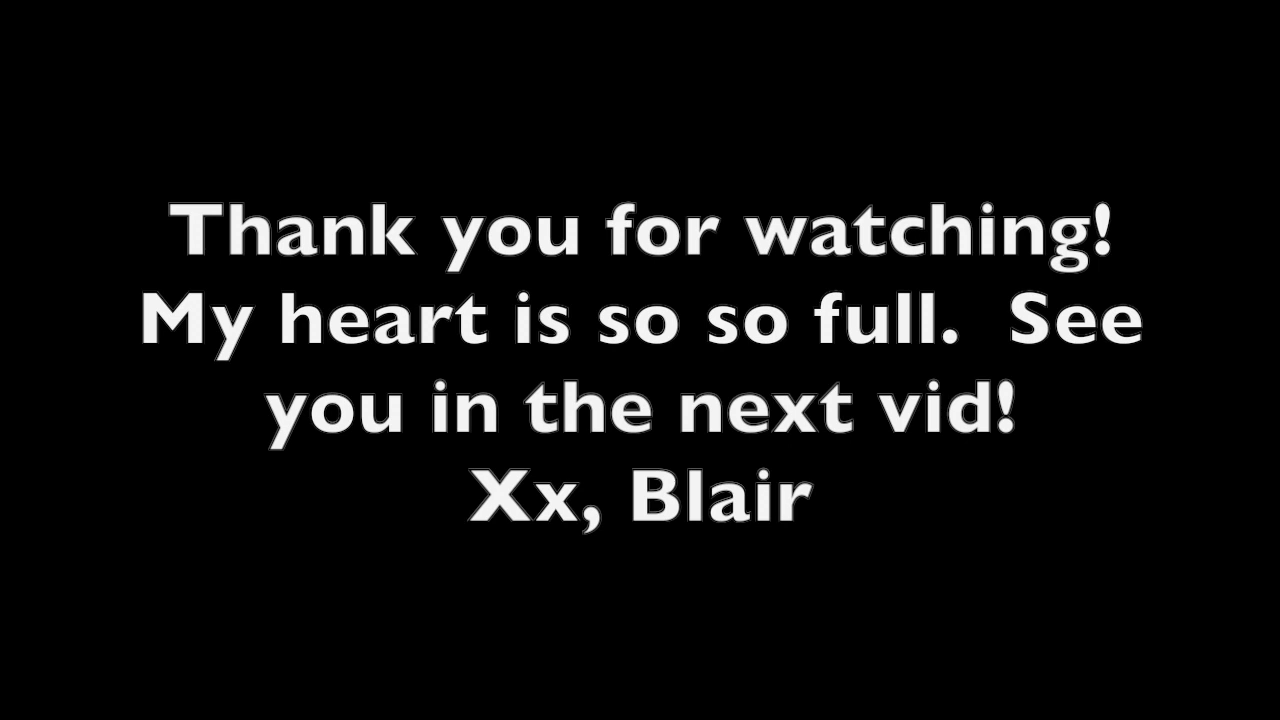 Thank you for watching!
My heart is so so full.  See
you in the next vid!
Xx, Blair